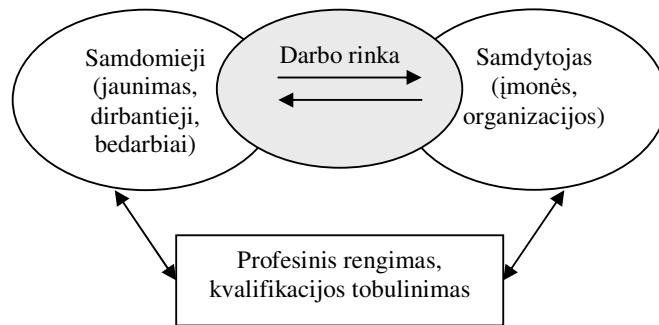 Samdomieji
(jaunimas,
dirbantieji,
bedarbiai)
Darbo rinka
Samdytojas
(įmonės,
organizacijos)
Profesinis rengimas,
kvalifikacijos tobulinimas